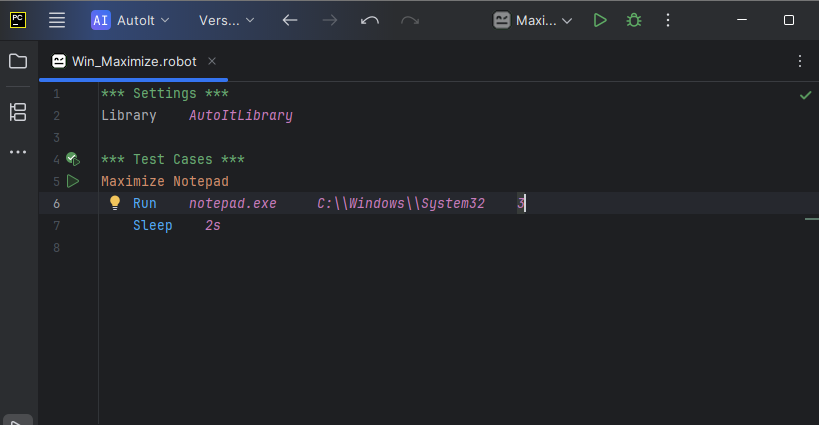 PC AI AutoIt Vers... Maxi...
Win_Maximize.robot
1 *** Settings ***
2 Library    AutoItLibrary
3
4 *** Test Cases ***
5 Maximize Notepad
6     Run    notepad.exe     C:\\Windows\\System32    3
7     Sleep    2s
8